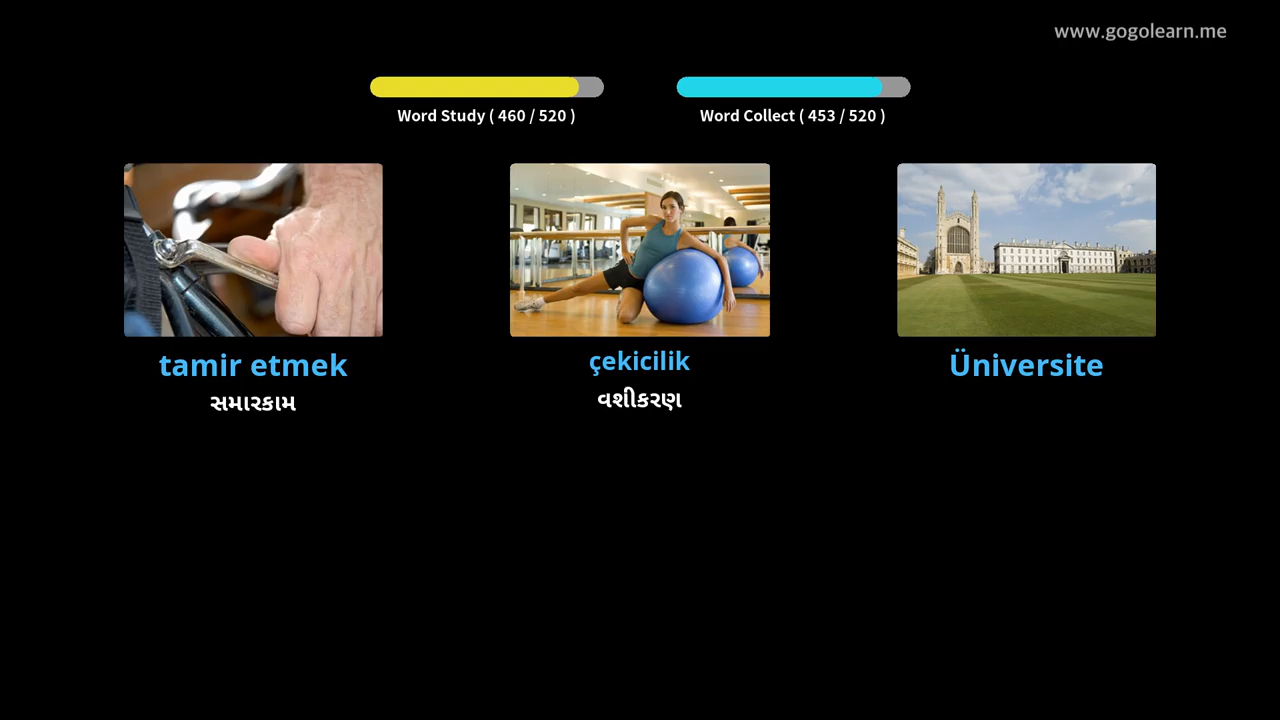 www.gogolearn.me
Word Study ( 460 / 520 )
Word Collect ( 453 / 520 )
tamir etmek
çekicilik
Üniversite
સમારકામ
વશીકરણ